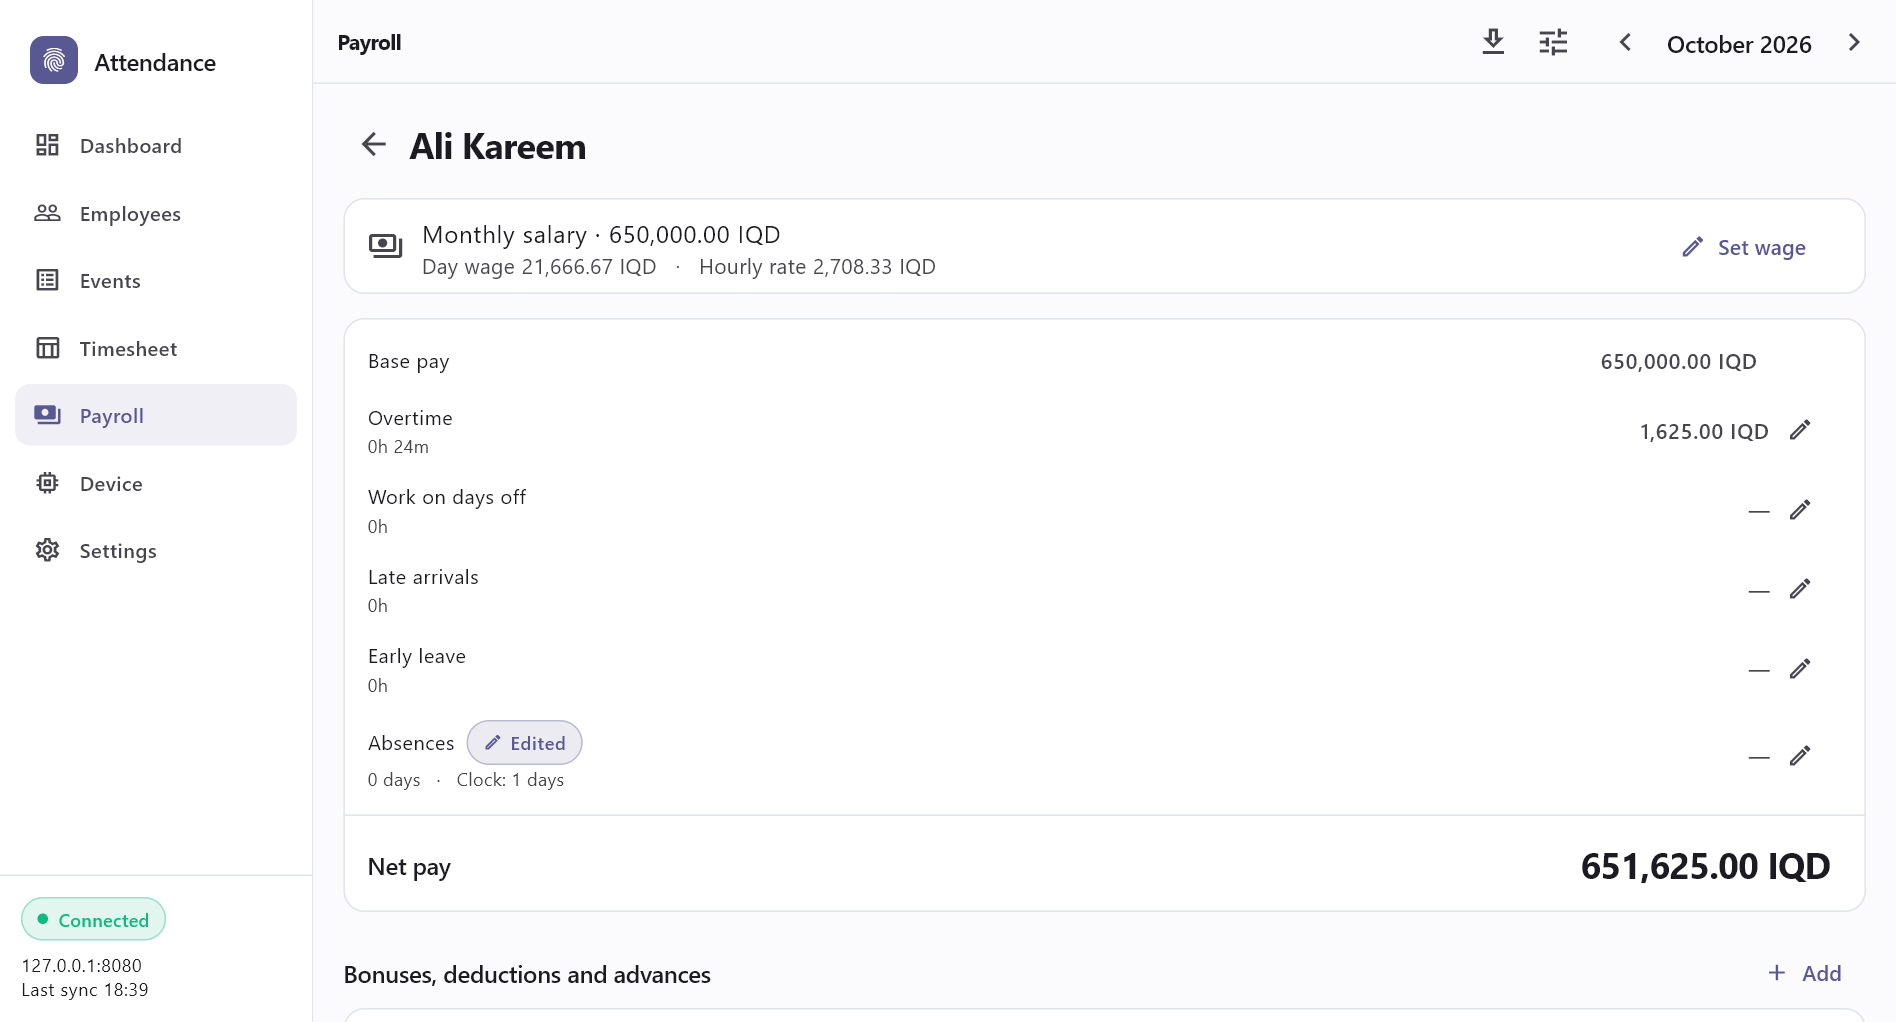 Attendance
Dashboard
Employees
Events
Timesheet
Payroll
Device
Settings
Connected
127.0.0.1:8080
Last sync 18:39
Payroll
October 2026
Ali Kareem
Monthly salary · 650,000.00 IQD
Day wage 21,666.67 IQD · Hourly rate 2,708.33 IQD
Set wage
Base pay
650,000.00 IQD
Overtime
0h 24m
1,625.00 IQD
Work on days off
0h
—
Late arrivals
0h
—
Early leave
0h
—
Absences
Edited
0 days · Clock: 1 days
—
Net pay
651,625.00 IQD
Bonuses, deductions and advances
+ Add